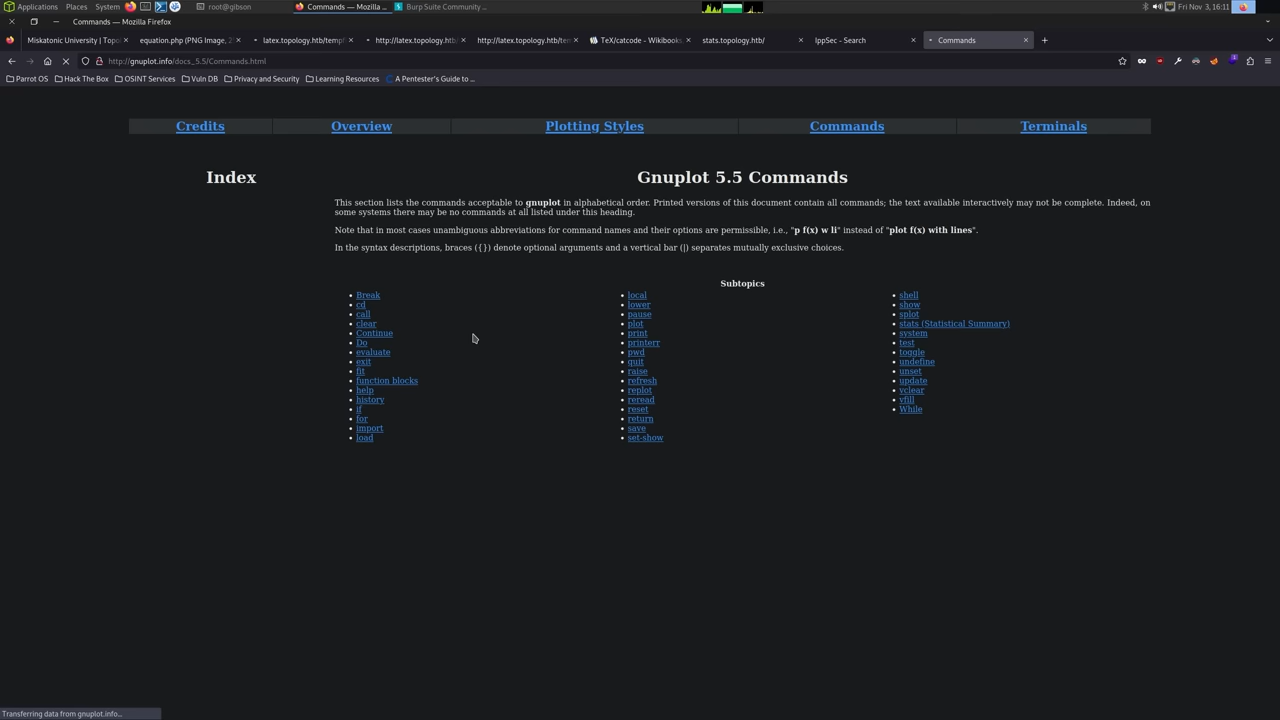 Applications Places System root@gibson Commands — Mozilla ... Burp Suite Community ... Fri Nov 3, 16:11
Commands — Mozilla Firefox
Miskatonic University | Topo equation.php (PNG Image, 2 latex.topology.htb/tempfi http://latex.topology.htb/ http://latex.topology.htb/tem TeX/catcode - Wikibooks, stats.topology.htb/ IppSec - Search Commands
http://gnuplot.info/docs_5.5/Commands.html
Parrot OS Hack The Box OSINT Services Vuln DB Privacy and Security Learning Resources A Pentester's Guide to ...
Credits Overview Plotting Styles Commands Terminals
Index
Gnuplot 5.5 Commands
This section lists the commands acceptable to gnuplot in alphabetical order. Printed versions of this document contain all commands; the text available interactively may not be complete. Indeed, on
some systems there may be no commands at all listed under this heading.
Note that in most cases unambiguous abbreviations for command names and their options are permissible, i.e., "p f(x) w li" instead of "plot f(x) with lines".
In the syntax descriptions, braces ({}) denote optional arguments and a vertical bar (|) separates mutually exclusive choices.
Subtopics
Break
cd
call
clear
Continue
Do
evaluate
exit
fit
function blocks
help
history
if
for
import
load
local
lower
pause
plot
print
printerr
pwd
quit
raise
refresh
replot
reread
reset
return
save
set-show
shell
show
splot
stats (Statistical Summary)
system
test
toggle
undefine
unset
update
vclear
vfill
While
Transferring data from gnuplot.info...